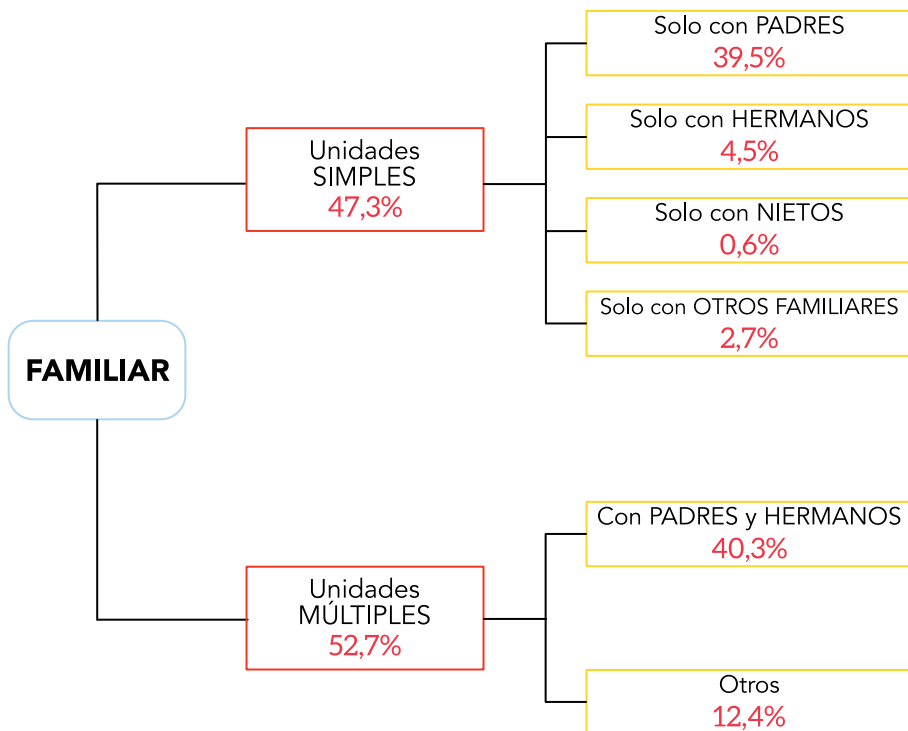 FAMILIAR
Unidades
SIMPLES
47,3%
Solo con PADRES
39,5%
Solo con HERMANOS
4,5%
Solo con NIETOS
0,6%
Solo con OTROS FAMILIARES
2,7%
Unidades
MÚLTIPLES
52,7%
Con PADRES y HERMANOS
40,3%
Otros
12,4%